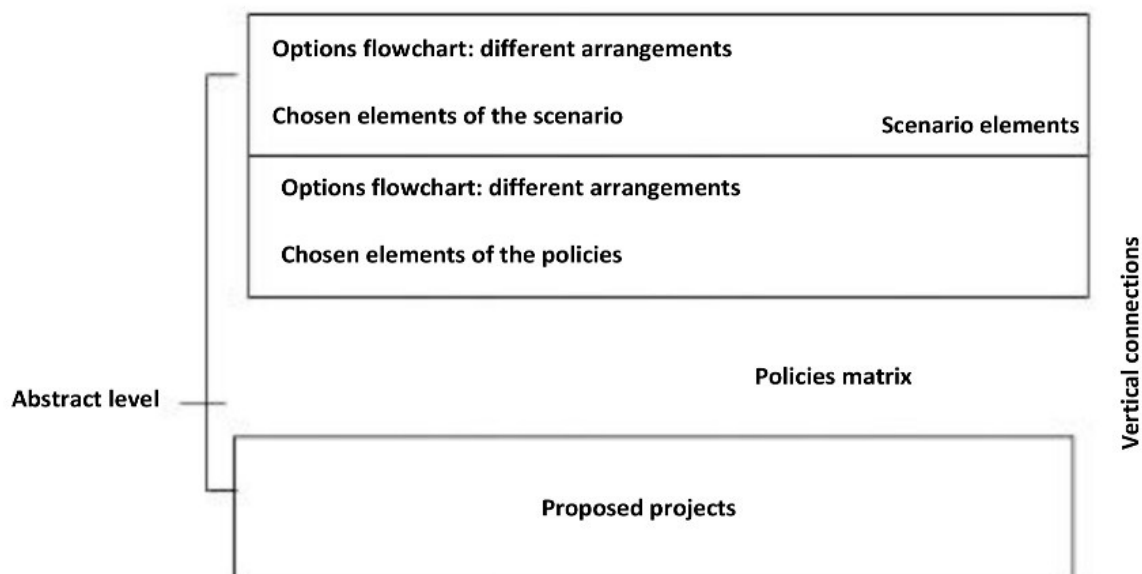 Options flowchart: different arrangements
Chosen elements of the scenario
Scenario elements
Options flowchart: different arrangements
Chosen elements of the policies
Vertical connections
Policies matrix
Abstract level
Proposed projects